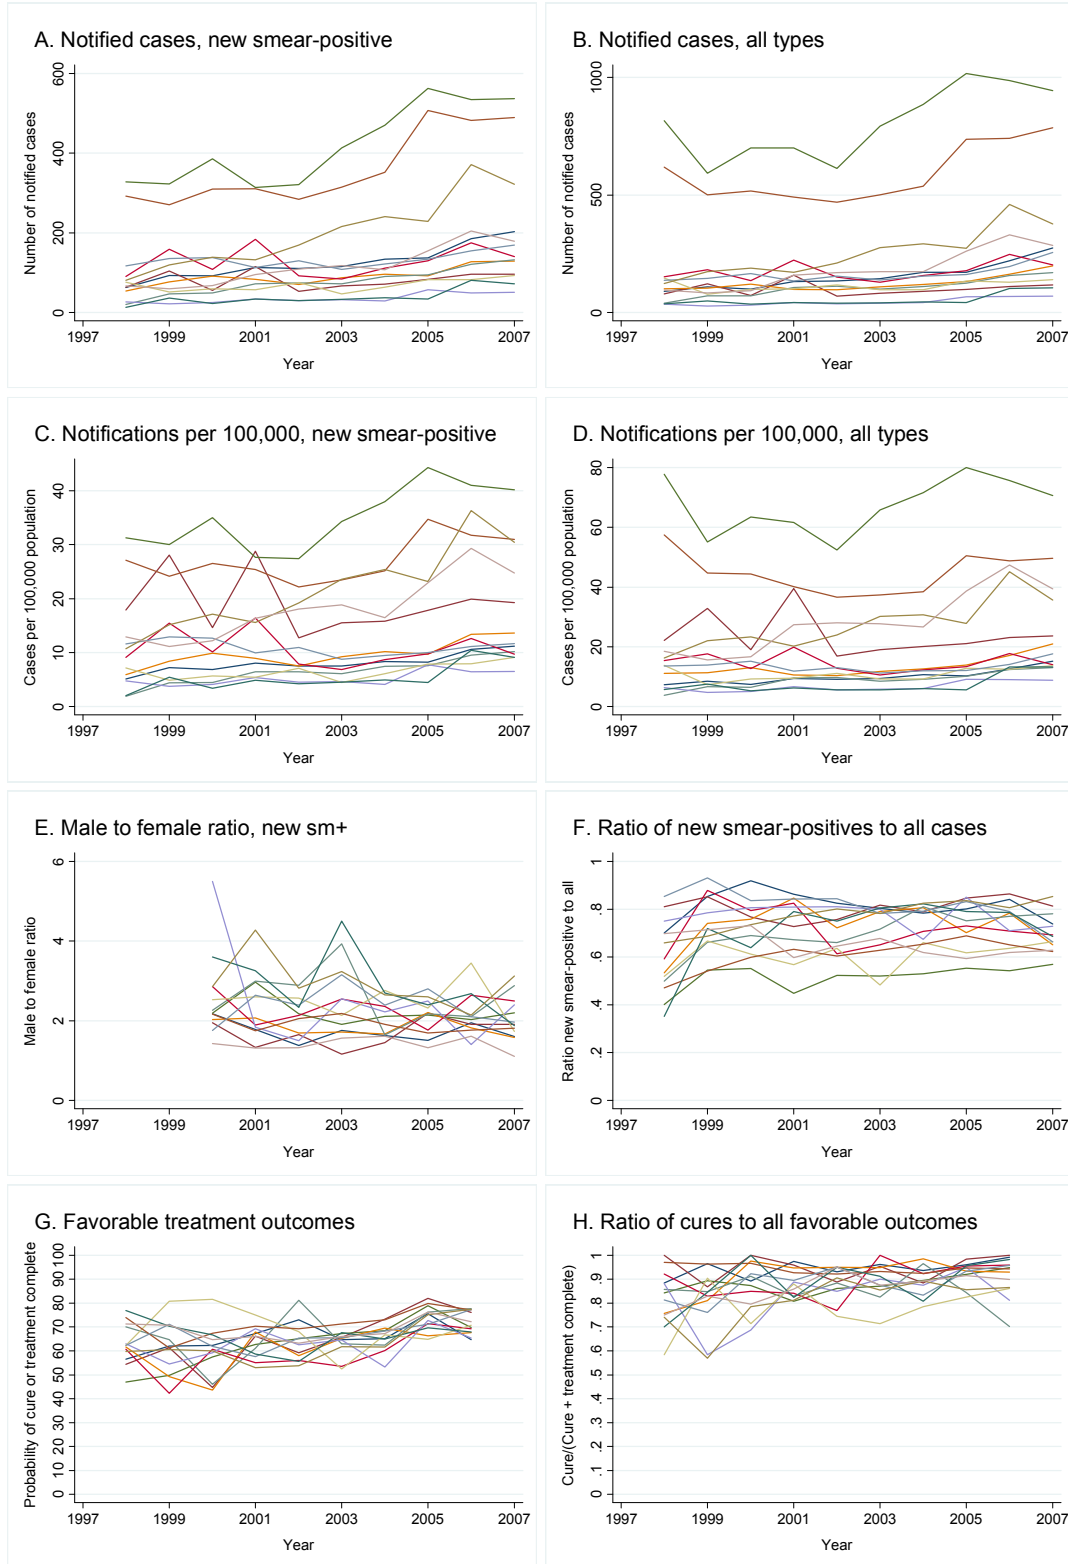 A. Notified cases, new smear-positive
Number of notified cases
600
400
200
0
1997 1999 2001 2003 2005 2007
Year
B. Notified cases, all types
Number of notified cases
1000
500
0
1997 1999 2001 2003 2005 2007
Year
C. Notifications per 100,000, new smear-positive
Cases per 100,000 population
40
30
20
10
0
1997 1999 2001 2003 2005 2007
Year
D. Notifications per 100,000, all types
Cases per 100,000 population
80
60
40
20
0
1997 1999 2001 2003 2005 2007
Year
E. Male to female ratio, new sm+
Male to female ratio
6
4
2
0
1997 1999 2001 2003 2005 2007
Year
F. Ratio of new smear-positives to all cases
Ratio new smear-positive to all
1
.8
.6
.4
.2
0
1997 1999 2001 2003 2005 2007
Year
G. Favorable treatment outcomes
Probability of cure or treatment complete
100
90
80
70
60
50
40
30
20
10
0
1997 1999 2001 2003 2005 2007
Year
H. Ratio of cures to all favorable outcomes
Cure/(Cure + treatment complete)
1
.9
.8
.7
.6
.5
.4
.3
.2
.1
0
1997 1999 2001 2003 2005 2007
Year